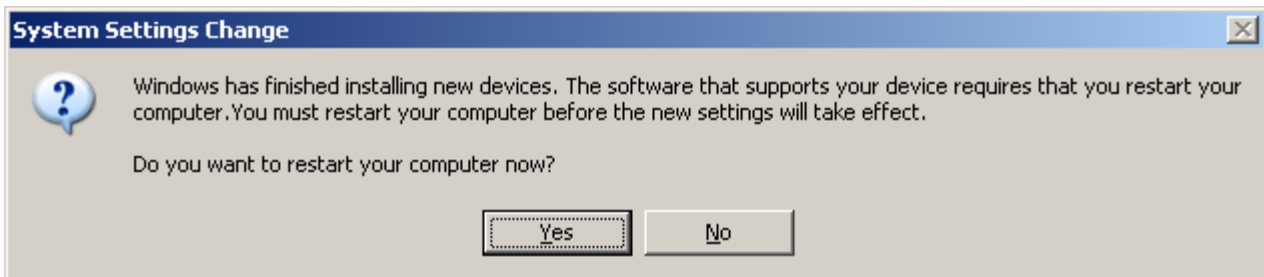 System Settings Change
Windows has finished installing new devices. The software that supports your device requires that you restart your
computer.You must restart your computer before the new settings will take effect.
Do you want to restart your computer now?
Yes
No